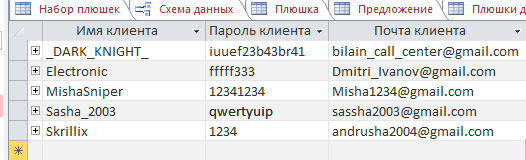 Набор плюшек Схема данных Плюшка Предложение Плюшки д
Имя клиента Пароль клиента Почта клиента
_DARK_KNIGHT_ iuuef23b43br41 bilain_call_center@gmail.com
Electronic fffff333 Dmitri_Ivanov@gmail.com
MishaSniper 12341234 Misha1234@gmail.com
Sasha_2003 qwertyuip sassha2003@gmail.com
Skrillix 1234 andrusha2004@gmail.com